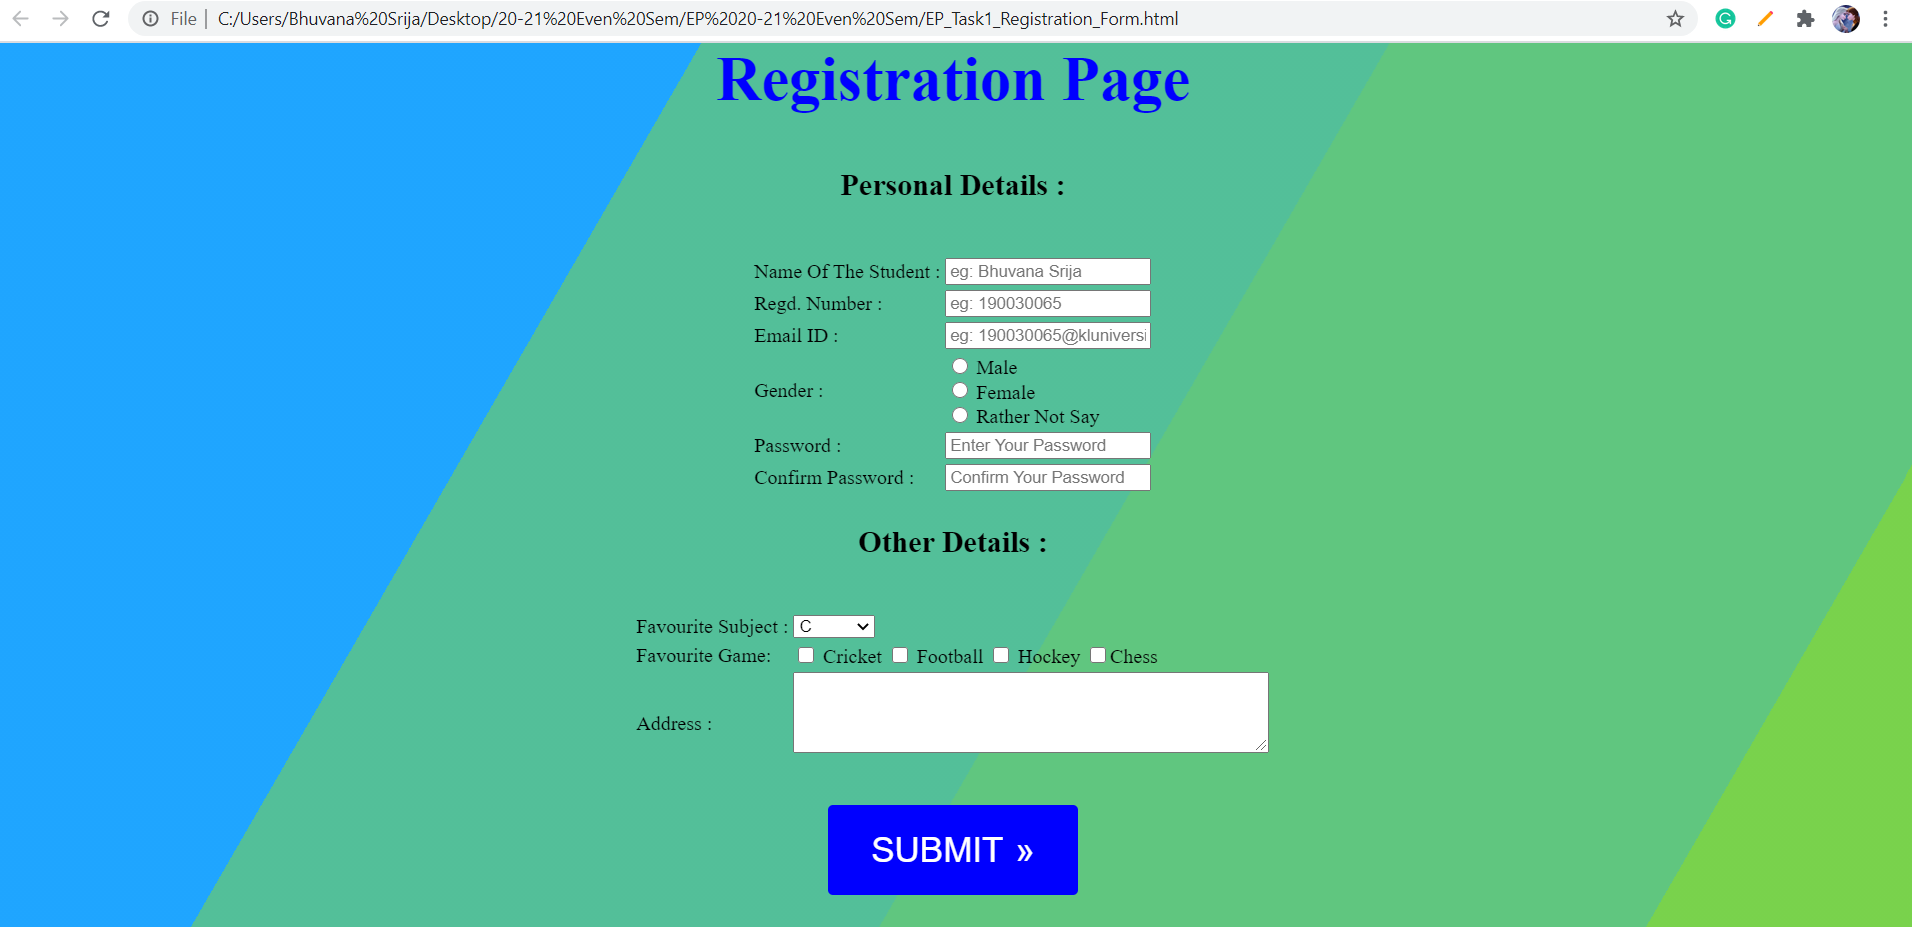 File | C:/Users/Bhuvana%20Srija/Desktop/20-21%20Even%20Sem/EP%2020-21%20Even%20Sem/EP_Task1_Registration_Form.html
Registration Page
Personal Details :
Name Of The Student : eg: Bhuvana Srija
Regd. Number : eg: 190030065
Email ID : eg: 190030065@kluniversi
Male
Gender : Female
Rather Not Say
Password : Enter Your Password
Confirm Password : Confirm Your Password
Other Details :
Favourite Subject : C
Favourite Game: Cricket Football Hockey Chess
Address :
SUBMIT »